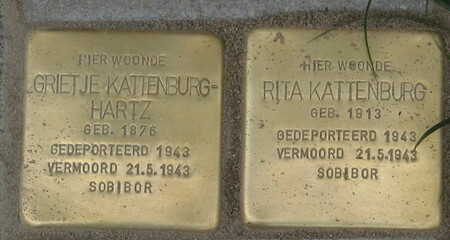 HIER WOONDE
GRIETJE KATTENBURG-
HARTZ
GEB. 1876
GEDEPORTEERD 1943
VERMOORD 21.5.1943
SOBIBOR
HIER WOONDE
RITA KATTENBURG
GEB. 1913
GEDEPORTEERD 1943
VERMOORD 21.5.1943
SOBIBOR